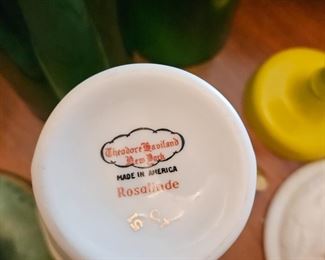 Theodore Haviland
New York
MADE IN AMERICA
Rosalinde